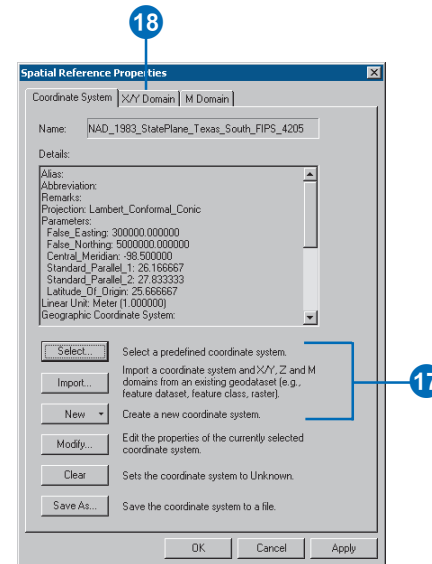 18
Spatial Reference Properties
Coordinate System X/Y Domain M Domain
Name: NAD_1983_StatePlane_Texas_South_FIPS_4205
Details:
Alias:
Abbreviation:
Remarks:
Projection: Lambert_Conformal_Conic
Parameters:
False_Easting: 300000.000000
False_Northing: 5000000.000000
Central_Meridian: -98.500000
Standard_Parallel_1: 26.166667
Standard_Parallel_2: 27.833333
Latitude_Of_Origin: 25.666667
Linear Unit: Meter (1.000000)
Geographic Coordinate System:
Select... Select a predefined coordinate system.
Import... Import a coordinate system and X/Y, Z and M
domains from an existing geodataset (e.g.,
feature dataset, feature class, raster).
17
New Create a new coordinate system.
Modify... Edit the properties of the currently selected
coordinate system.
Clear Sets the coordinate system to Unknown.
Save As... Save the coordinate system to a file.
OK Cancel Apply